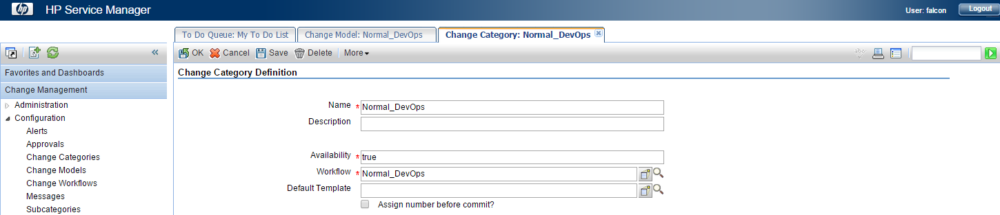 hp HP Service Manager
User: falcon Logout
To Do Queue: My To Do List Change Model: Normal_DevOps Change Category: Normal_DevOps
OK Cancel Save Delete More
Favorites and Dashboards
Change Management
Administration
Configuration
Alerts
Approvals
Change Categories
Change Models
Change Workflows
Messages
Subcategories
Change Category Definition
Name * Normal_DevOps
Description
Availability * true
Workflow * Normal_DevOps
Default Template
Assign number before commit?